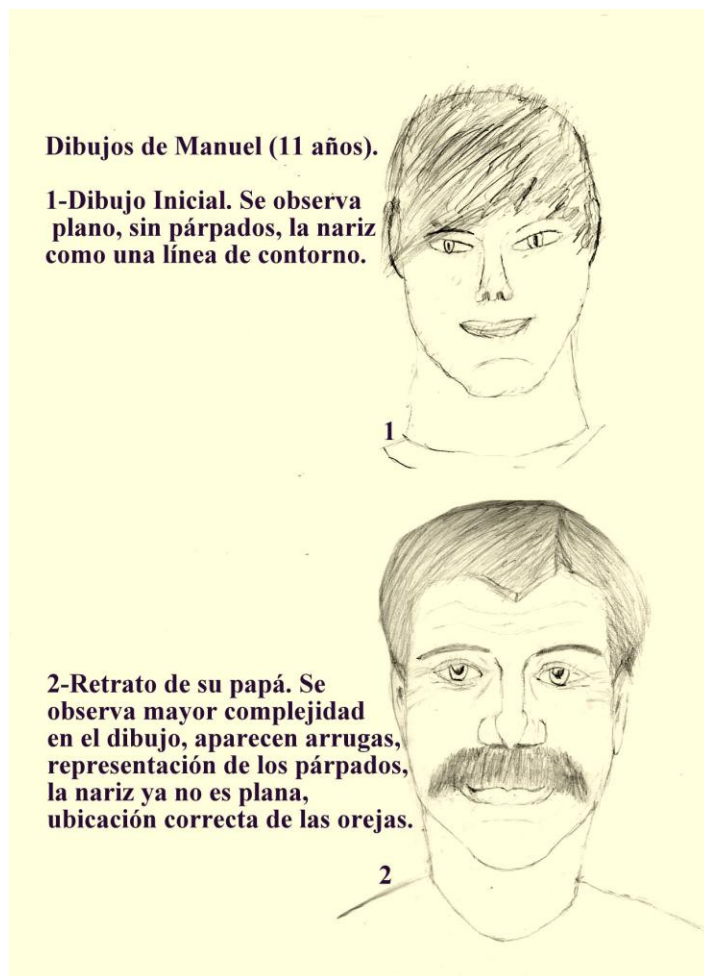 Dibujos de Manuel (11 años).
1-Dibujo Inicial. Se observa
plano, sin párpados, la nariz
como una línea de contorno.
1
2-Retrato de su papá. Se
observa mayor complejidad
en el dibujo, aparecen arrugas,
representación de los párpados,
la nariz ya no es plana,
ubicación correcta de las orejas.
2